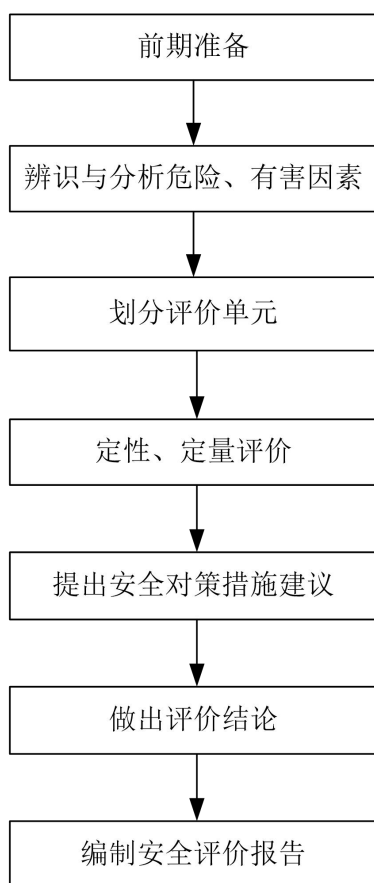 前期准备
辨识与分析危险、有害因素
划分评价单元
定性、定量评价
提出安全对策措施建议
做出评价结论
编制安全评价报告